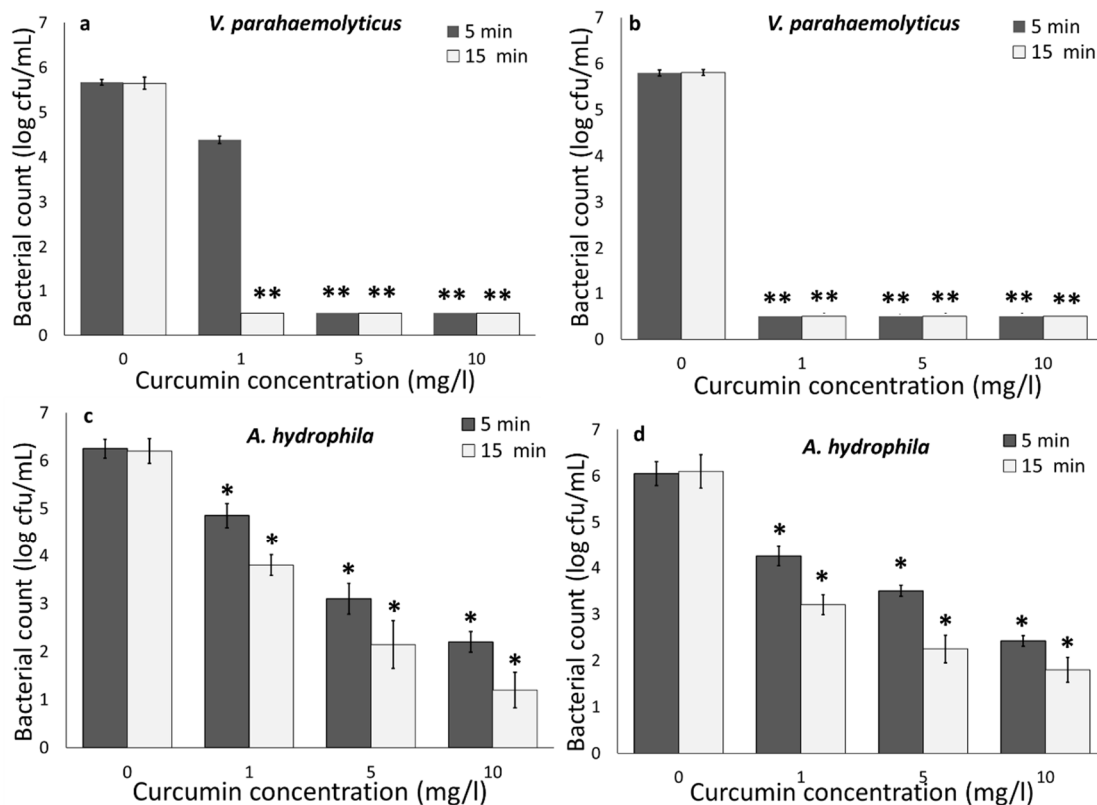 a
V. parahaemolyticus
5 min
15 min
Bacterial count (log cfu/mL)
7
6
5
4
3
2
1
0
** ** ** ** **
0 1 5 10
Curcumin concentration (mg/l)
b
V. parahaemolyticus
5 min
15 min
Bacterial count (log cfu/mL)
7
6
5
4
3
2
1
0
** ** ** ** ** **
0 1 5 10
Curcumin concentration (mg/l)
c
A. hydrophila
5 min
15 min
Bacterial count (log cfu/mL)
7
6
5
4
3
2
1
0
* * * * * *
0 1 5 10
Curcumin concentration (mg/l)
d
A. hydrophila
5 min
15 min
Bacterial count (log cfu/mL)
7
6
5
4
3
2
1
0
* * * * * *
0 1 5 10
Curcumin concentration (mg/l)